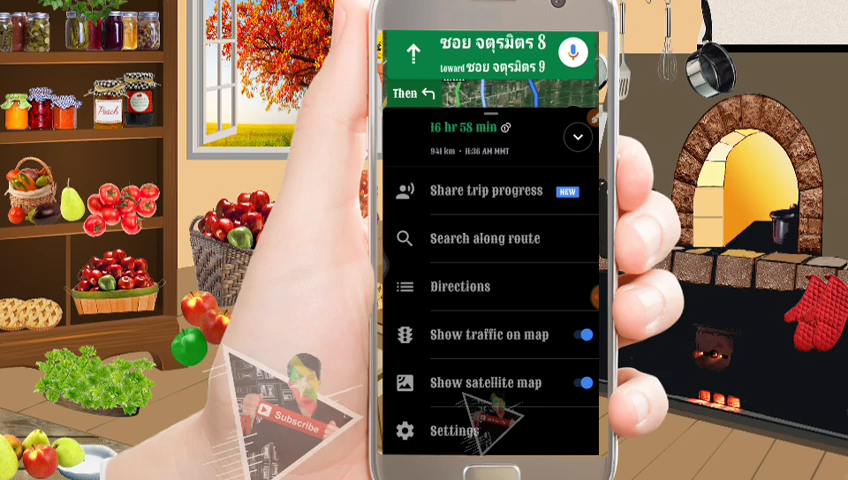 ซอย จตุรมิตร 8
toward ซอย จตุรมิตร 9
Then
16 hr 58 min
941 km · 11:36 AM MMT
Share trip progress NEW
Search along route
Directions
Show traffic on map
Show satellite map
Settings
Peach
Subscribe